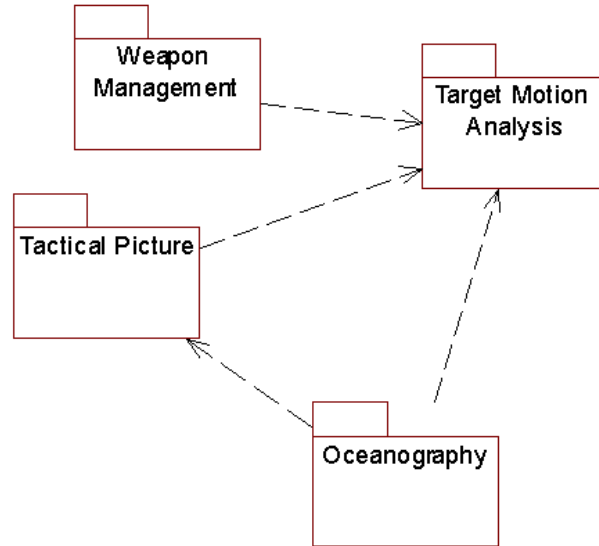 Weapon
Management
Target Motion
Analysis
Tactical Picture
Oceanography